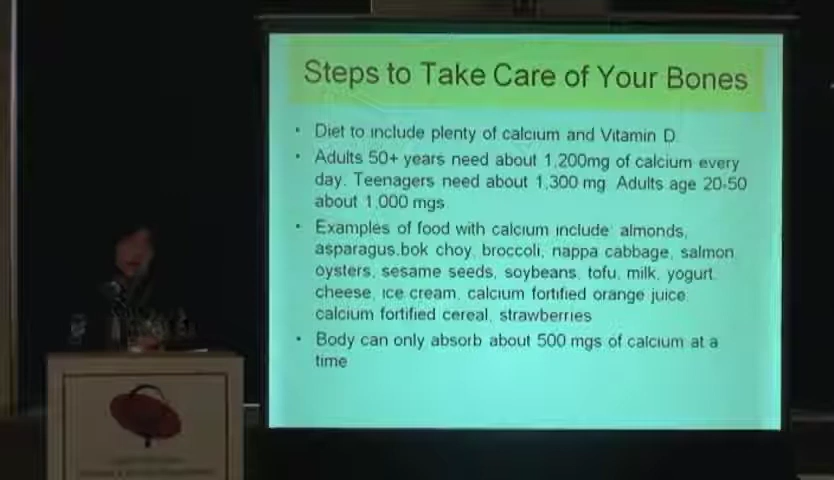 Steps to Take Care of Your Bones
• Diet to include plenty of calcium and Vitamin D.
• Adults 50+ years need about 1,200mg of calcium every
day. Teenagers need about 1,300 mg. Adults age 20-50
about 1,000 mgs
• Examples of food with calcium include: almonds,
asparagus.bok choy, broccoli, nappa cabbage, salmon
oysters, sesame seeds, soybeans, tofu, milk, yogurt,
cheese, ice cream, calcium fortified orange juice,
calcium fortified cereal, strawberries
• Body can only absorb about 500 mgs of calcium at a
time